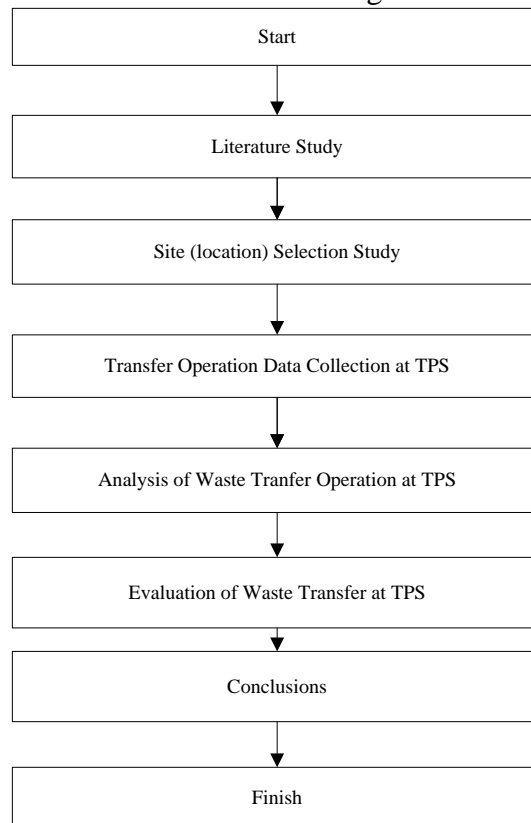 Start
Literature Study
Site (location) Selection Study
Transfer Operation Data Collection at TPS
Analysis of Waste Tranfer Operation at TPS
Evaluation of Waste Transfer at TPS
Conclusions
Finish